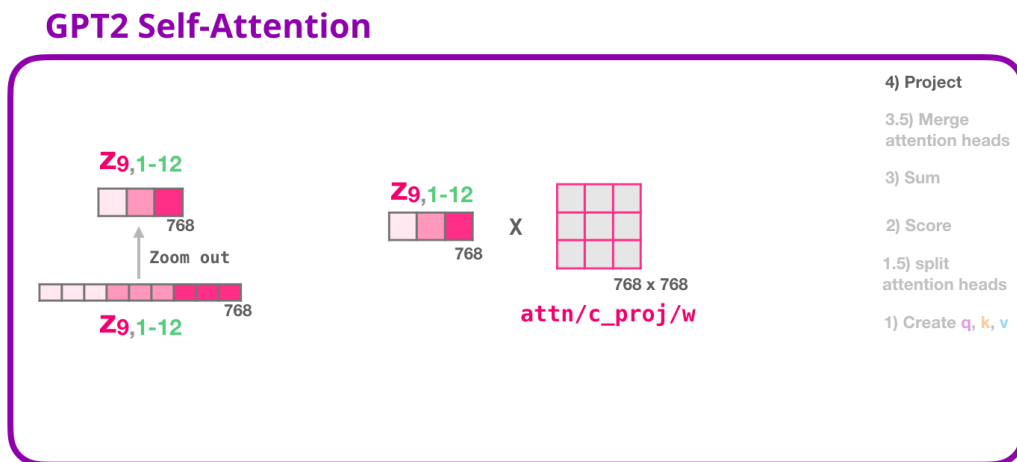 GPT2 Self-Attention
z9,1-12
768
Zoom out
768
z9,1-12
z9,1-12
768
X
768 x 768
attn/c_proj/w
4) Project
3.5) Merge
attention heads
3) Sum
2) Score
1.5) split
attention heads
1) Create q, k, v